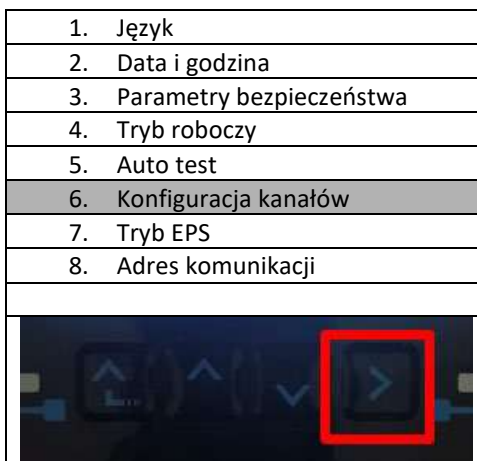 1. Język
2. Data i godzina
3. Parametry bezpieczeństwa
4. Tryb roboczy
5. Auto test
6. Konfiguracja kanałów
7. Tryb EPS
8. Adres komunikacji